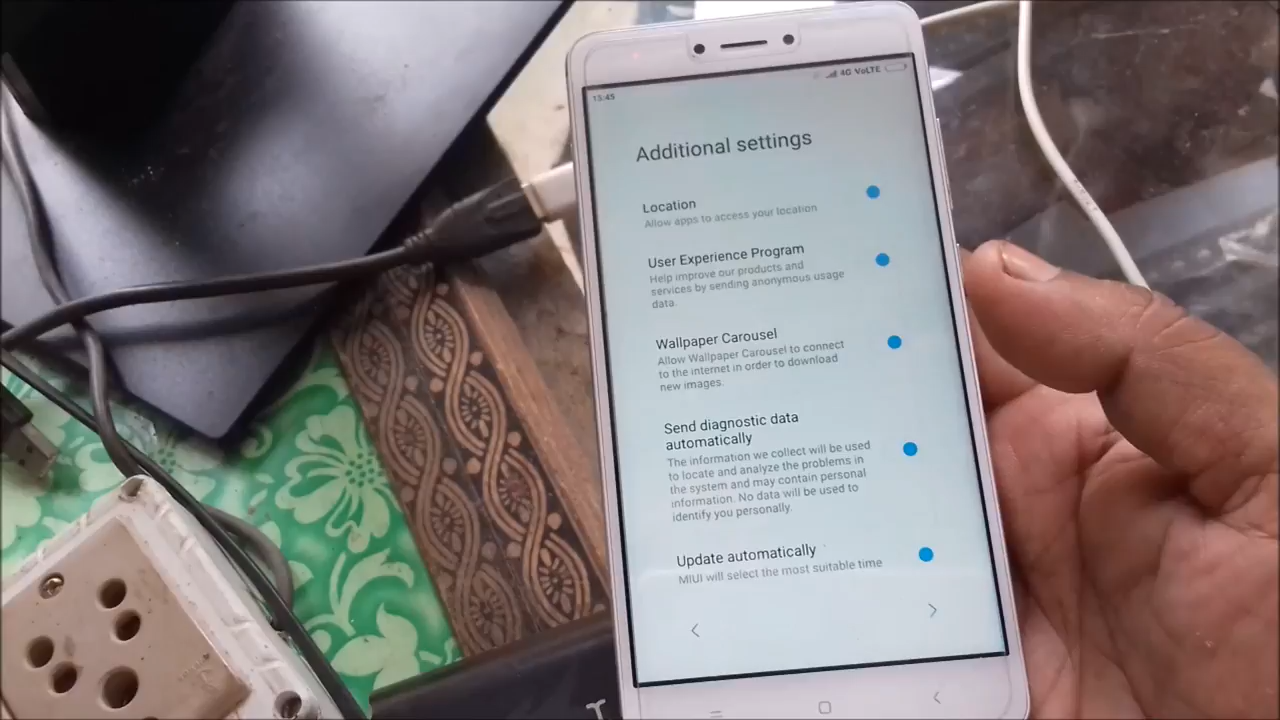 15:45
4G VoLTE
Additional settings
Location
Allow apps to access your location
User Experience Program
Help improve our products and
services by sending anonymous usage
data.
Wallpaper Carousel
Allow Wallpaper Carousel to connect
to the internet in order to download
new images.
Send diagnostic data
automatically
The information we collect will be used
to locate and analyze the problems in
the system and may contain personal
information. No data will be used to
identify you personally.
Update automatically
MIUI will select the most suitable time